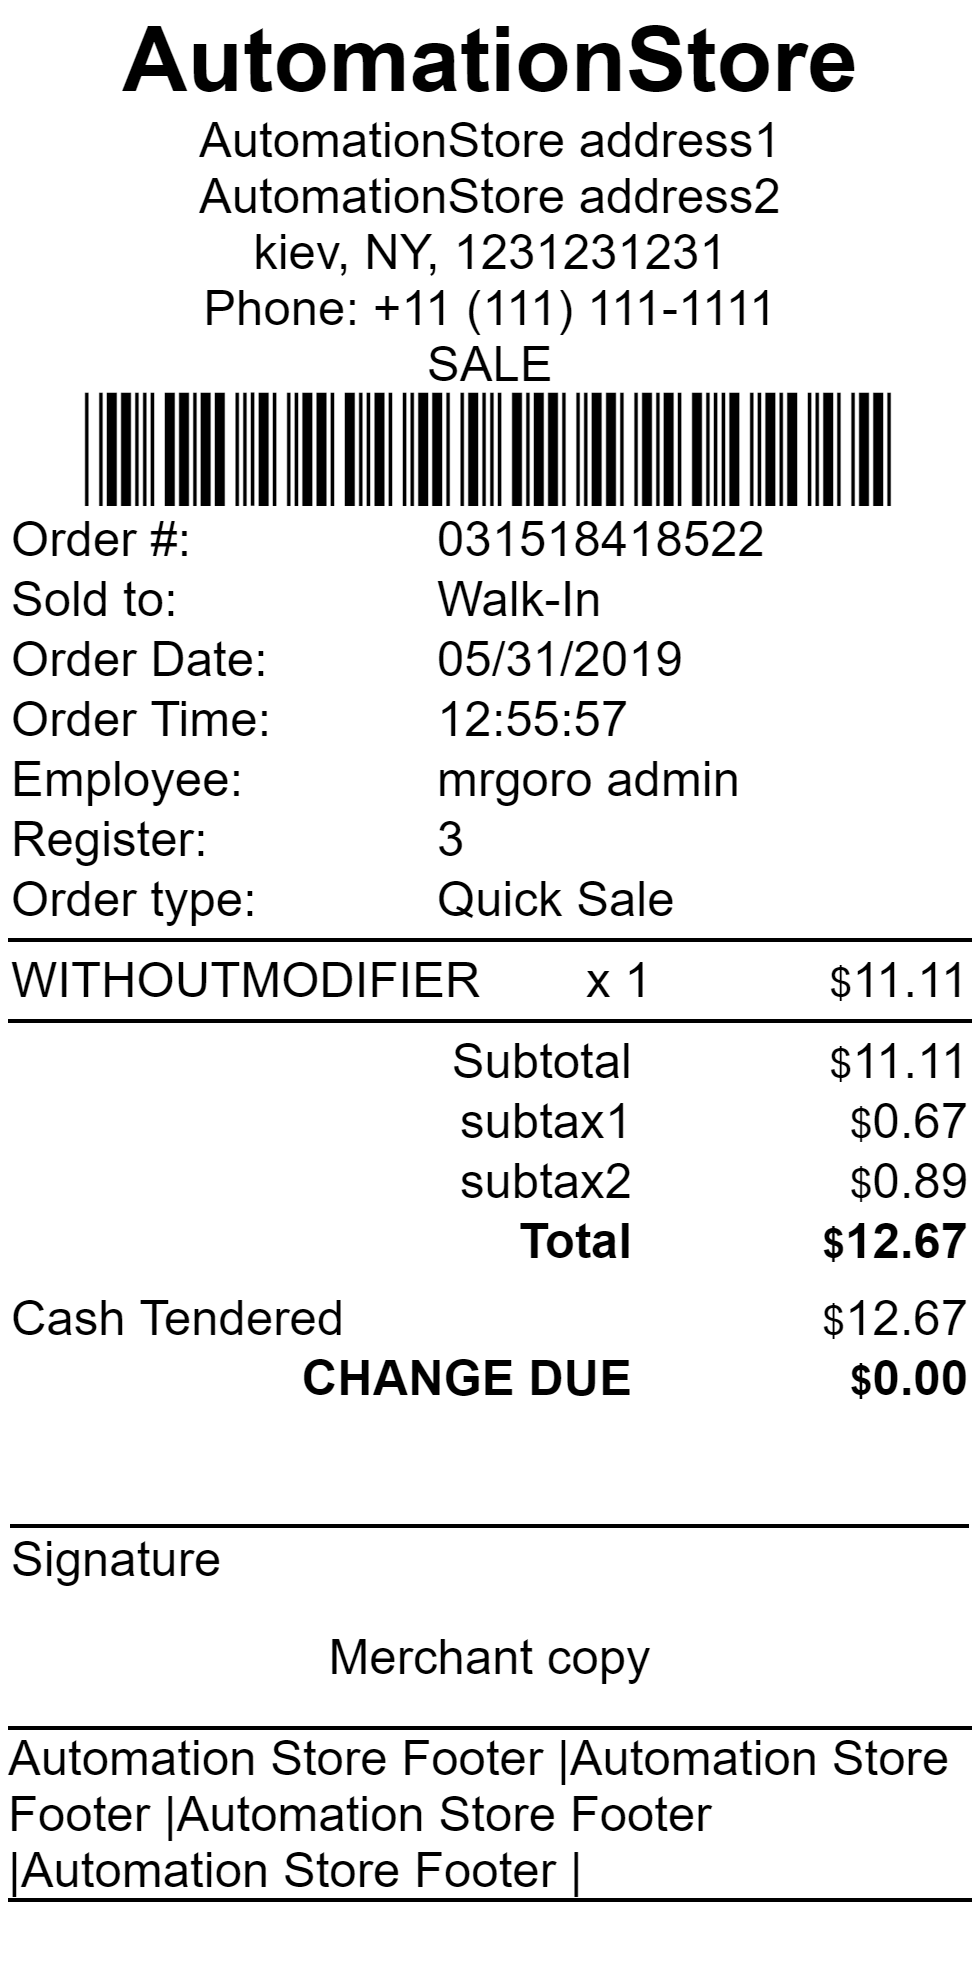 AutomationStore
AutomationStore address1
AutomationStore address2
kiev, NY, 1231231231
Phone: +11 (111) 111-1111
SALE
Order #: 031518418522
Sold to: Walk-In
Order Date: 05/31/2019
Order Time: 12:55:57
Employee: mrgoro admin
Register: 3
Order type: Quick Sale
WITHOUTMODIFIER x 1 $11.11
Subtotal $11.11
subtax1 $0.67
subtax2 $0.89
Total $12.67
Cash Tendered $12.67
CHANGE DUE $0.00
Signature
Merchant copy
Automation Store Footer |Automation Store
Footer |Automation Store Footer
|Automation Store Footer |